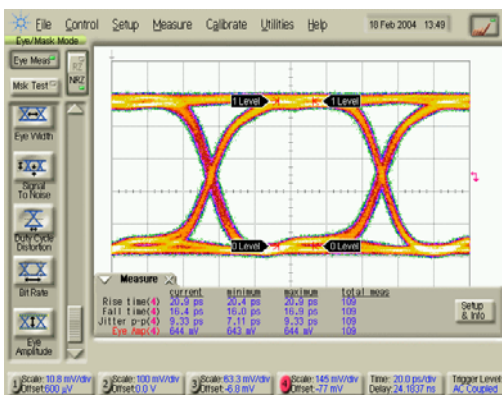 File Control Setup Measure Calibrate Utilities Help 18 Feb 2004 13:49
Eye/Mask Mode
Eye Meas
RZ
NRZ
Msk Test
Eye Width
Signal
To Noise
Duty Cycle
Distortion
Bit Rate
Eye
Amplitude
1 Level 1 Level
0 Level 0 Level
Measure
current minimum maximum total meas
Rise time(4) 20.9 ps 20.4 ps 20.9 ps 109
Fall time(4) 16.4 ps 16.0 ps 16.9 ps 109
Jitter p-p(4) 9.33 ps 7.11 ps 9.33 ps 109
Eye Amp(4) 644 mV 643 mV 644 mV 109
Setup
& Info
1 Scale: 10.8 mV/div 2 Scale: 100 mV/div 3 Scale: 63.3 mV/div 4 Scale: 145 mV/div Time: 20.0 ps/div Trigger Level
Offset: 600 µV Offset: 0.0 V Offset: -6.8 mV Offset: -77 mV Delay: 24.1837 ns AC Coupled